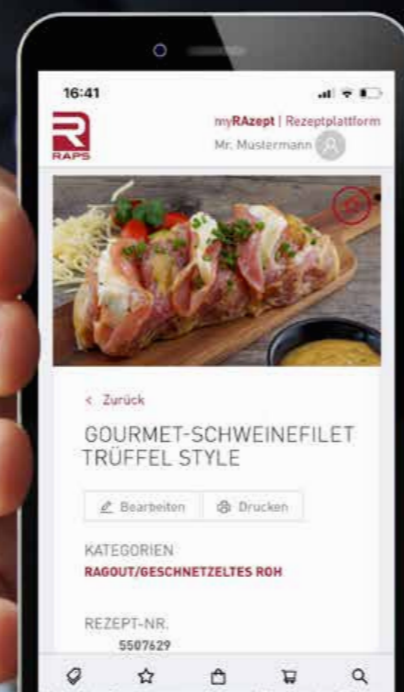 16:41
RAPS
myRAzept | Rezeptplattform
Mr. Mustermann
< Zurück
GOURMET-SCHWEINEFILET
TRÜFFEL STYLE
Bearbeiten
Drucken
KATEGORIEN
RAGOUT/GESCHNETZELTES ROH
REZEPT-NR.
5507629